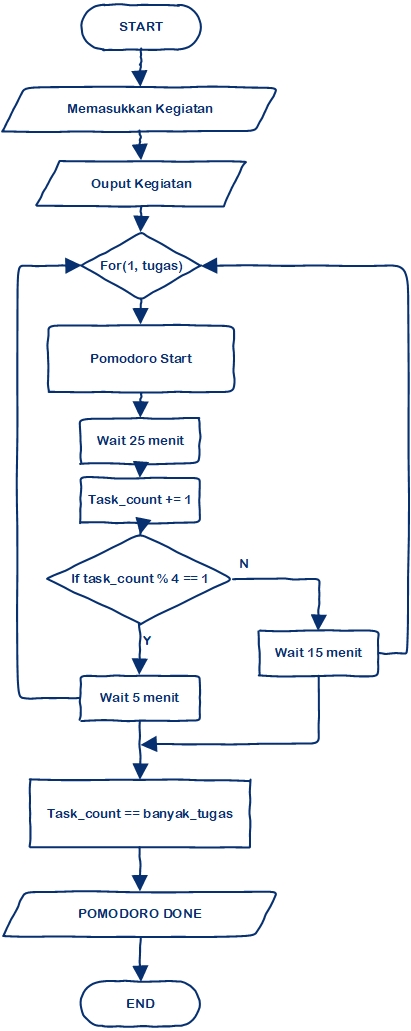 START
Memasukkan Kegiatan
Ouput Kegiatan
For(1, tugas)
Pomodoro Start
Wait 25 menit
Task_count += 1
If task_count % 4 == 1
N
Y
Wait 15 menit
Wait 5 menit
Task_count == banyak_tugas
POMODORO DONE
END